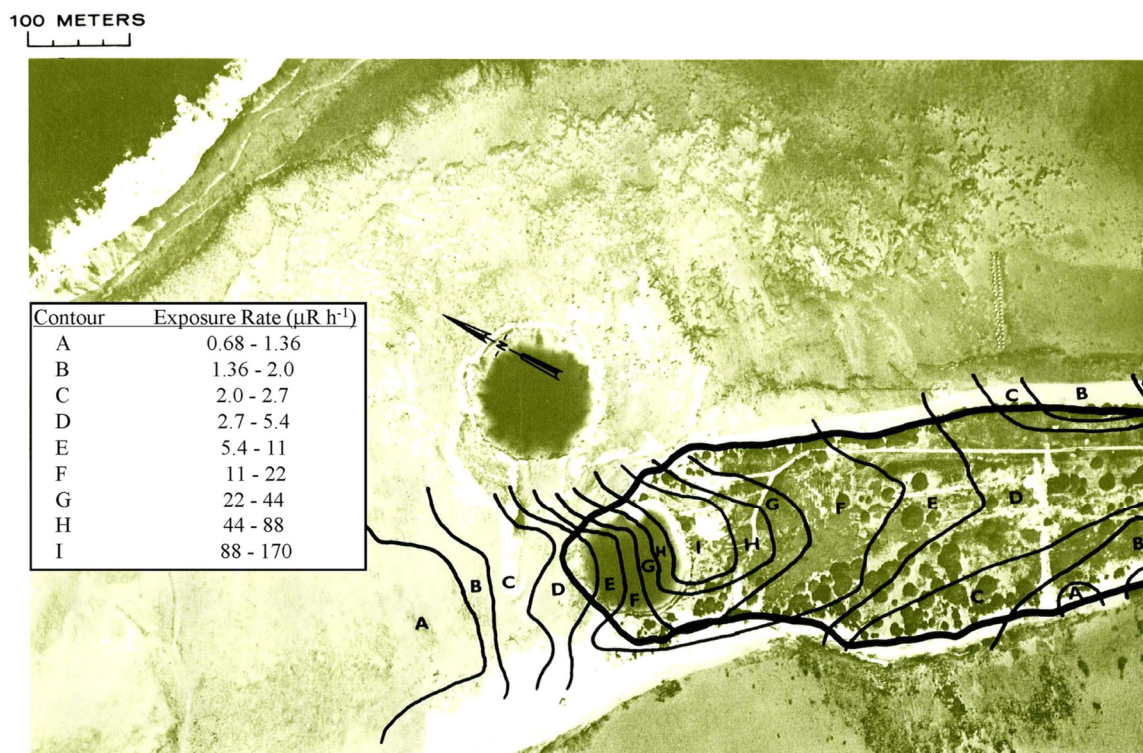 100 METERS
N
Contour Exposure Rate (μR h-1)
A 0.68 - 1.36
B 1.36 - 2.0
C 2.0 - 2.7
D 2.7 - 5.4
E 5.4 - 11
F 11 - 22
G 22 - 44
H 44 - 88
I 88 - 170
C B
G F E D
I H
H
G
B
A B C D E F C A